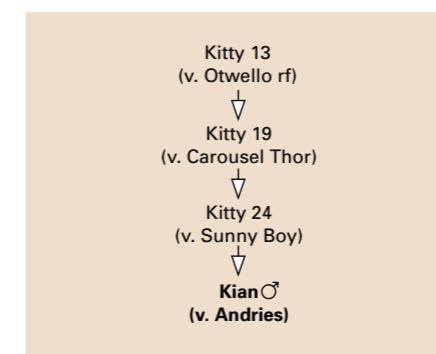 Kitty 13
(v. Otwello rf)
Kitty 19
(v. Carousel Thor)
Kitty 24
(v. Sunny Boy)
Kian ♂
(v. Andries)